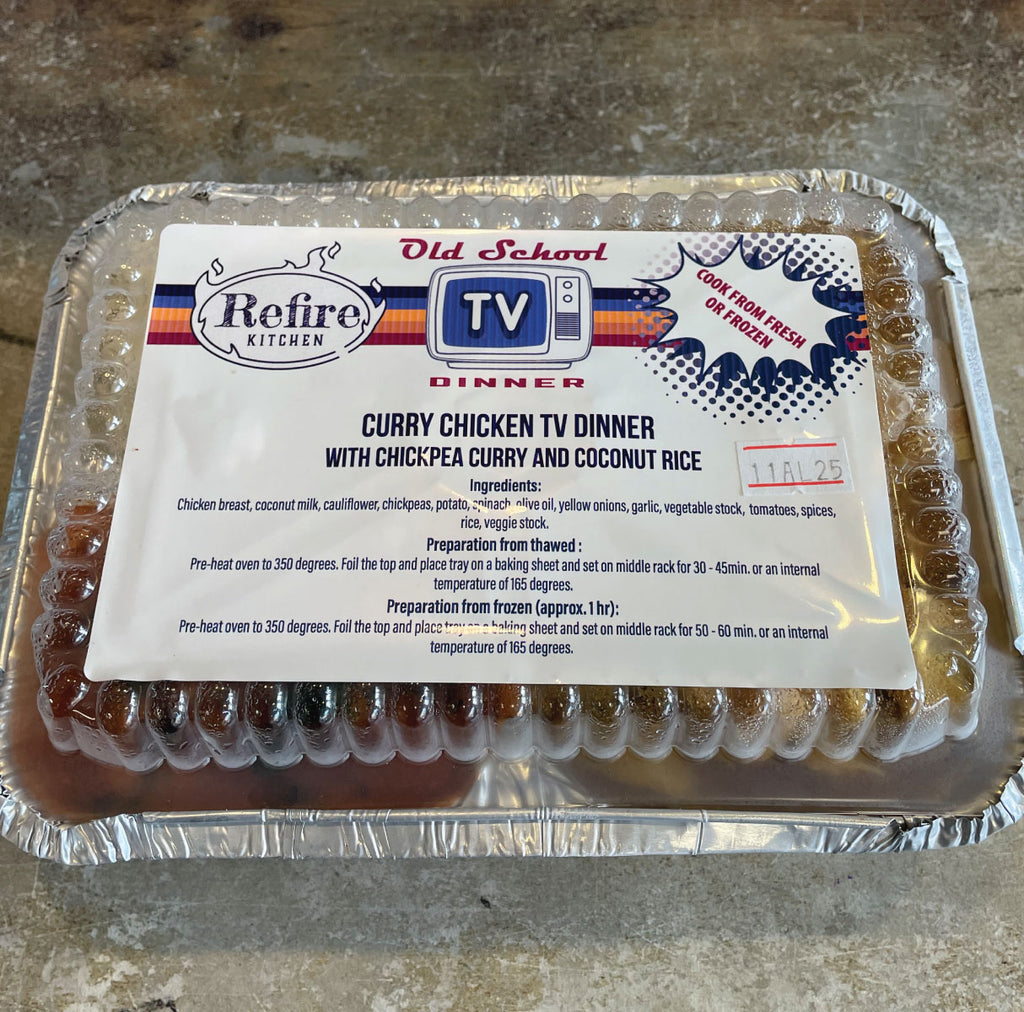 Old School
Refire
KITCHEN
TV
DINNER
COOK FROM FRESH
OR FROZEN
CURRY CHICKEN TV DINNER
WITH CHICKPEA CURRY AND COCONUT RICE
11AL25
Ingredients:
Chicken breast, coconut milk, cauliflower, chickpeas, potato, spinach, olive oil, yellow onions, garlic, vegetable stock, tomatoes, spices,
rice, veggie stock.
Preparation from thawed :
Pre-heat oven to 350 degrees. Foil the top and place tray on a baking sheet and set on middle rack for 30 - 45min. or an internal
temperature of 165 degrees.
Preparation from frozen (approx. 1 hr):
Pre-heat oven to 350 degrees. Foil the top and place tray on a baking sheet and set on middle rack for 50 - 60 min. or an internal
temperature of 165 degrees.